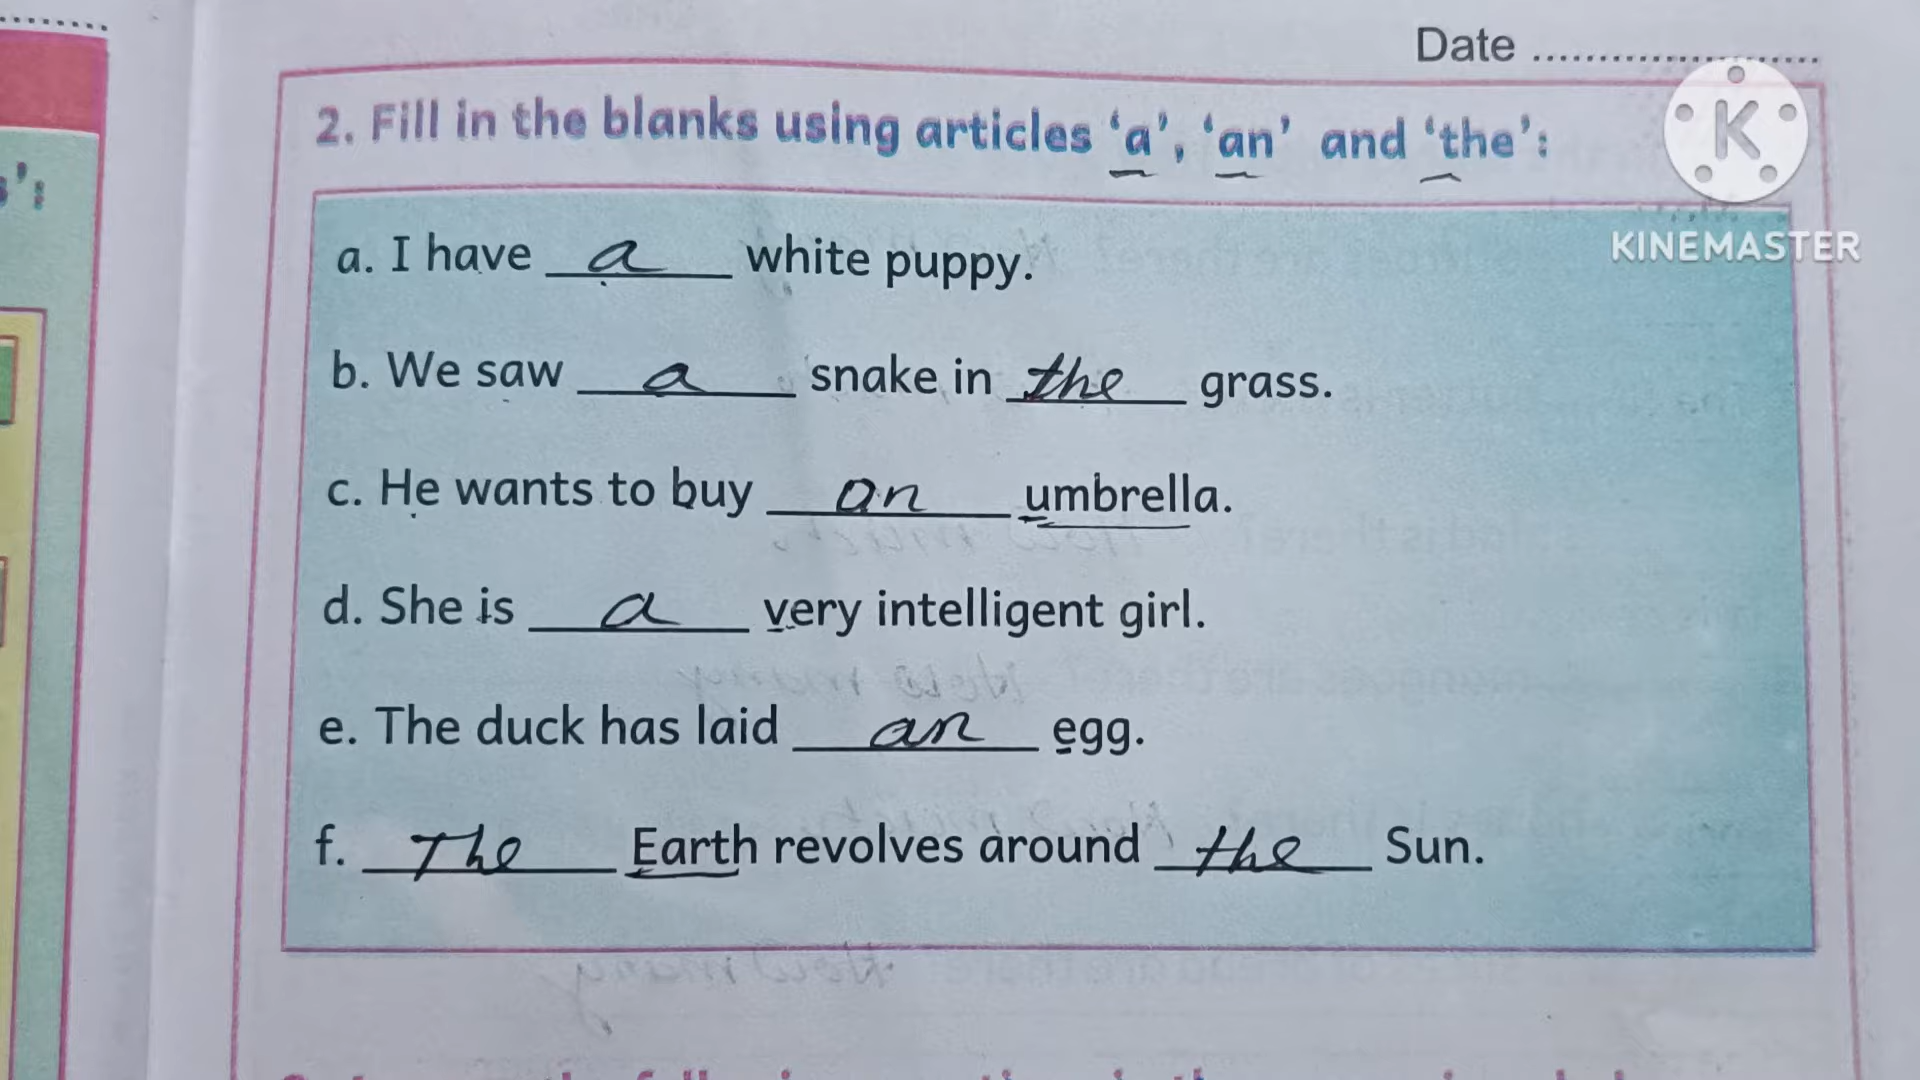 Date ....................
2. Fill in the blanks using articles ‘a’, ‘an’ and ‘the’:
K
KINEMASTER
s’:
a. I have a white puppy.
b. We saw a snake in the grass.
c. He wants to buy an umbrella.
d. She is a very intelligent girl.
e. The duck has laid an egg.
f. The Earth revolves around the Sun.